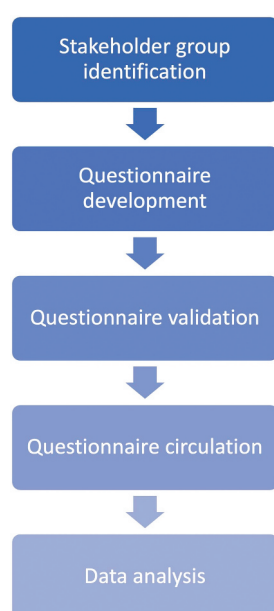 Stakeholder group
identification
Questionnaire
development
Questionnaire validation
Questionnaire circulation
Data analysis